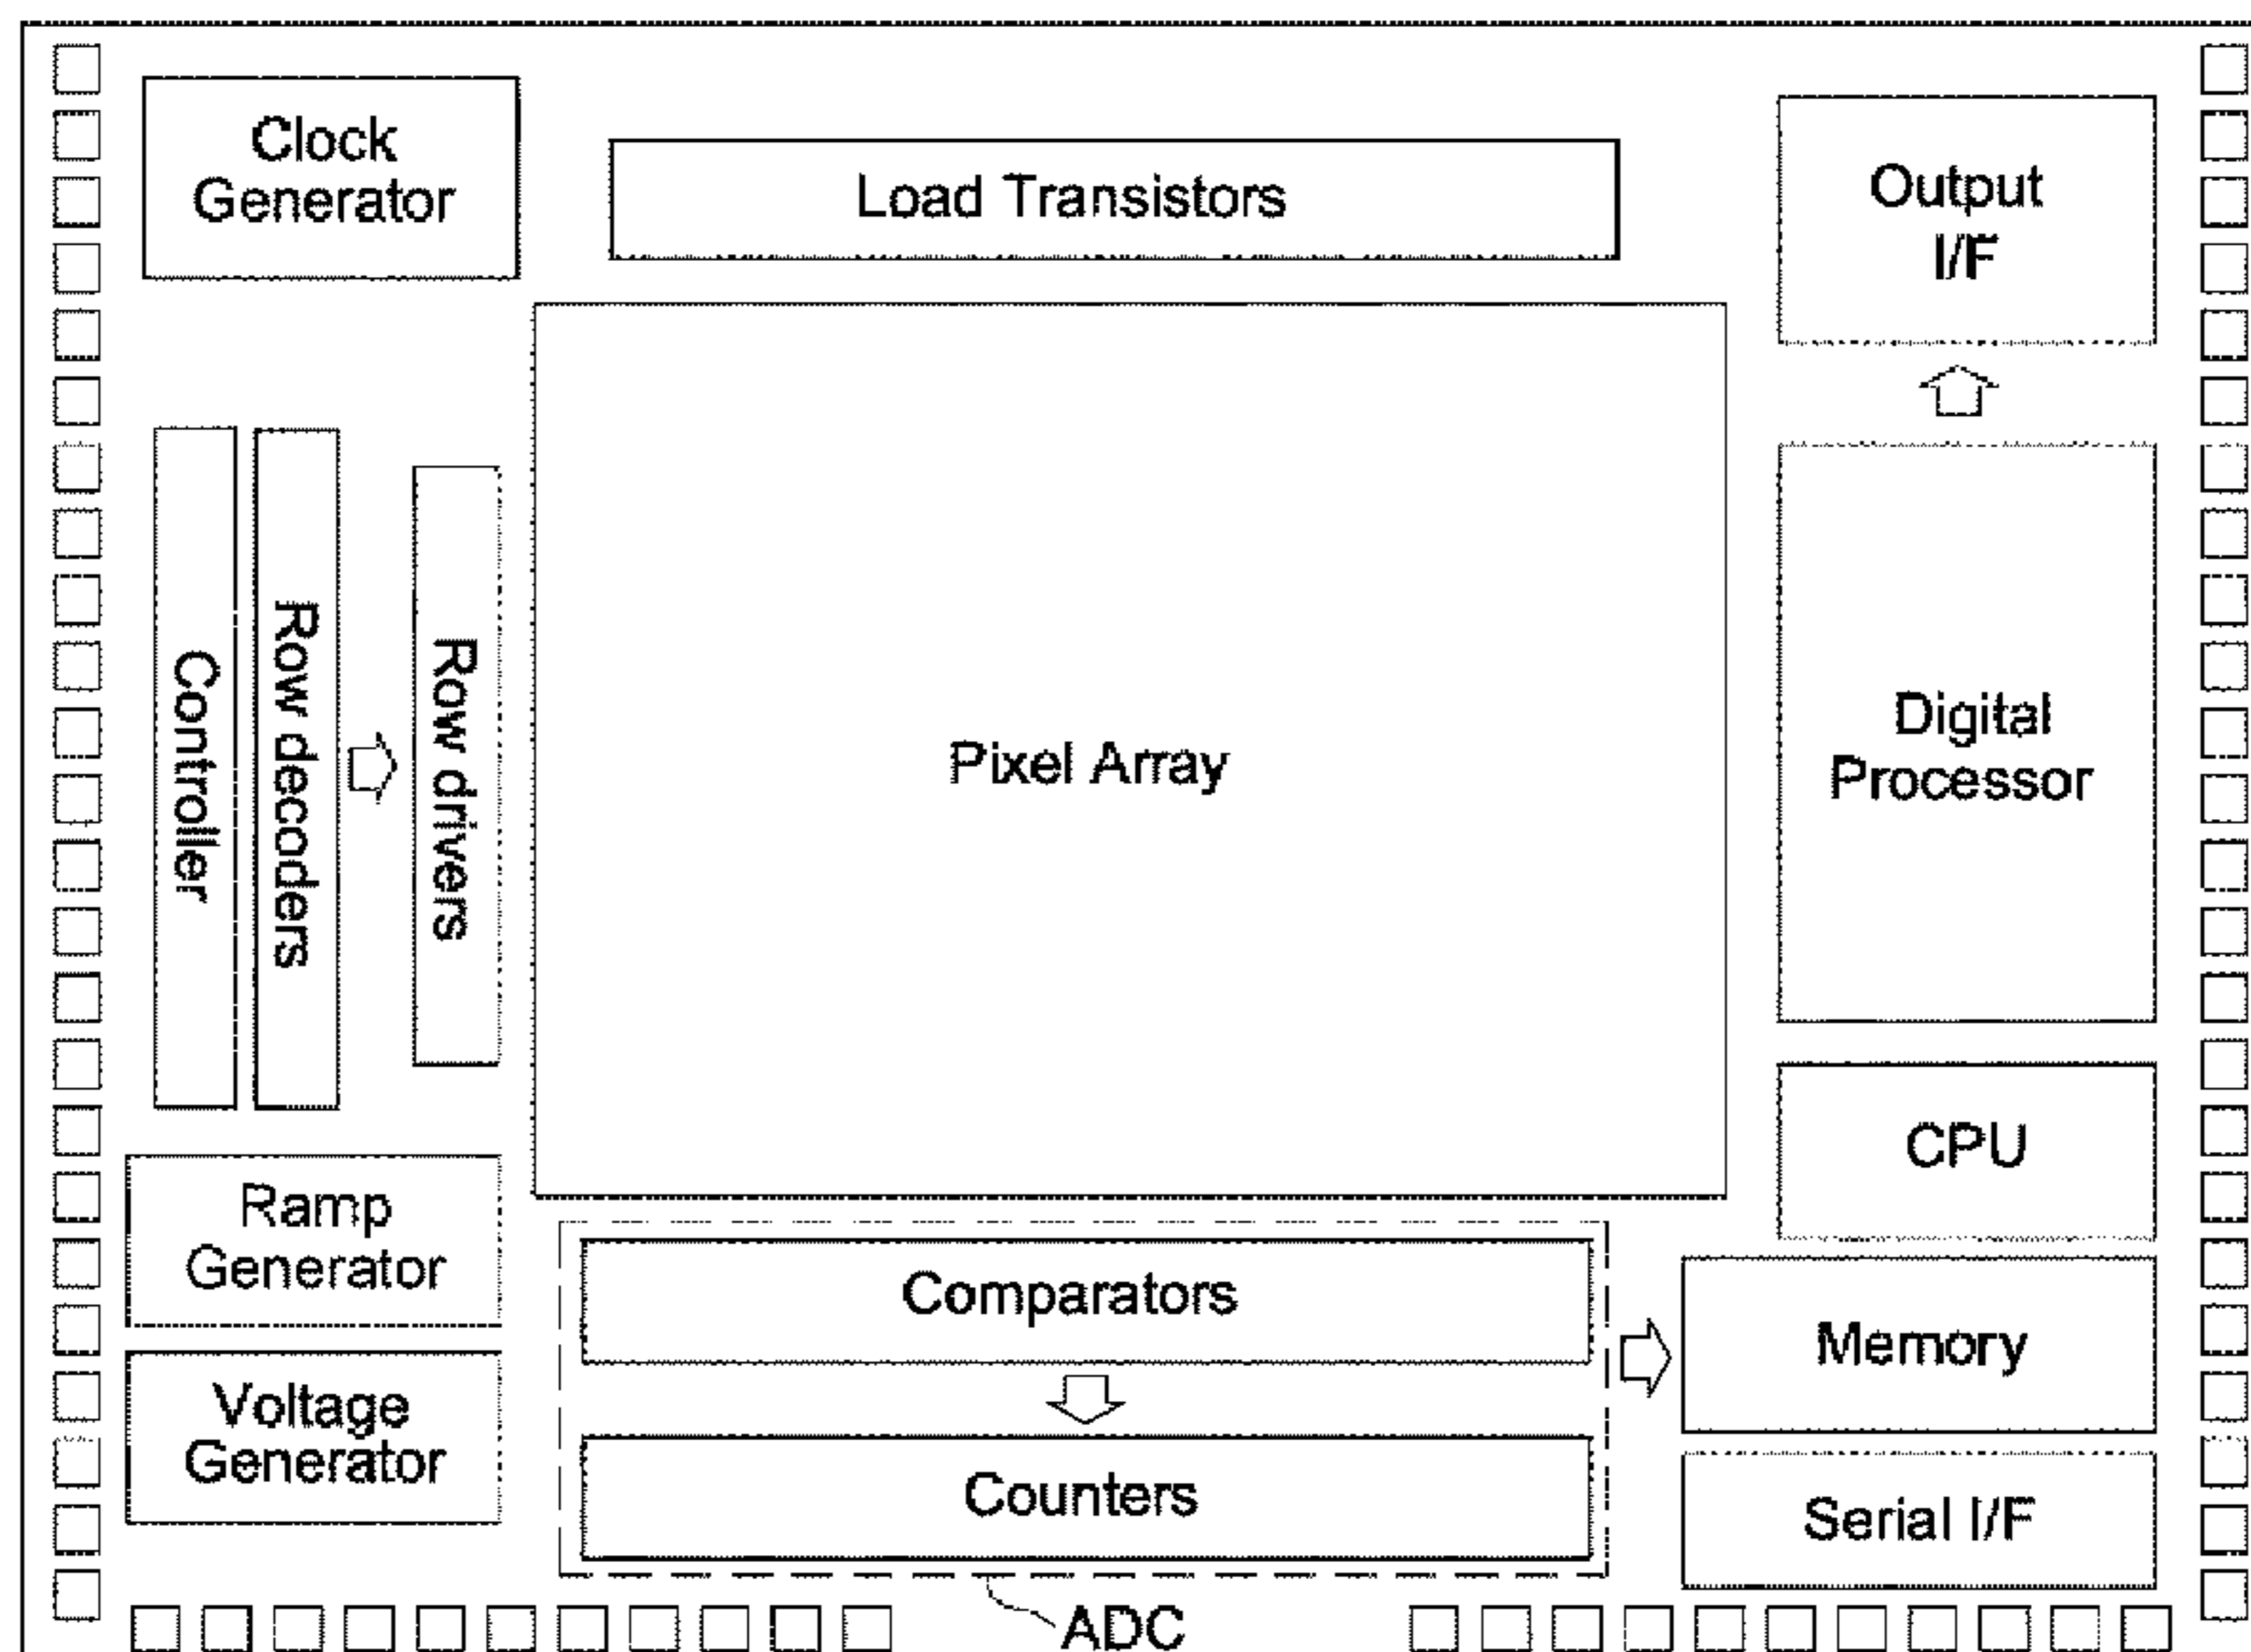 Clock
Generator
Load Transistors
Output
I/F
Controller
Row decoders
Row drivers
Pixel Array
Digital
Processor
CPU
Ramp
Generator
Voltage
Generator
Comparators
Counters
Memory
Serial I/F
ADC